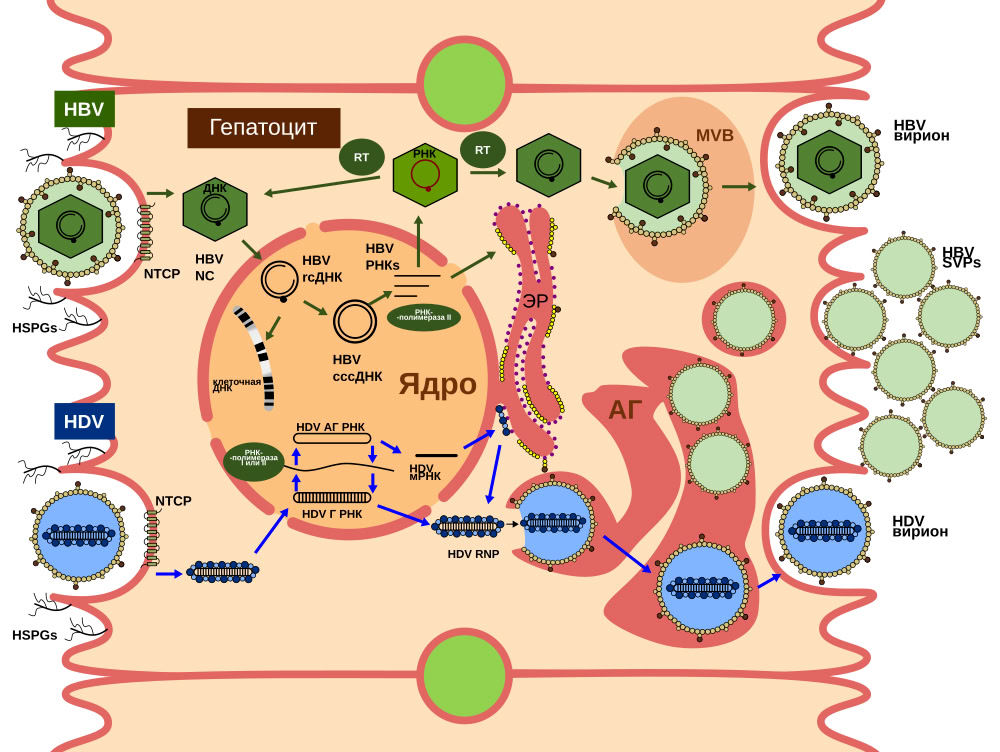 HBV
Гепатоцит
RT
РНК
RT
MVB
HBV
вирион
ДНК
NTCP
HBV
NC
HSPGs
HBV
rcДНК
HBV
РНКs
РНК-
-полимераза II
HBV
cccДНК
клеточная
ДНК
Ядро
ЭР
АГ
HBV
SVPs
HDV
HDV АГ РНК
РНК-
-полимераза
I или II
HDV
мРНК
HDV Г РНК
NTCP
HDV RNP
HDV
вирион
HSPGs